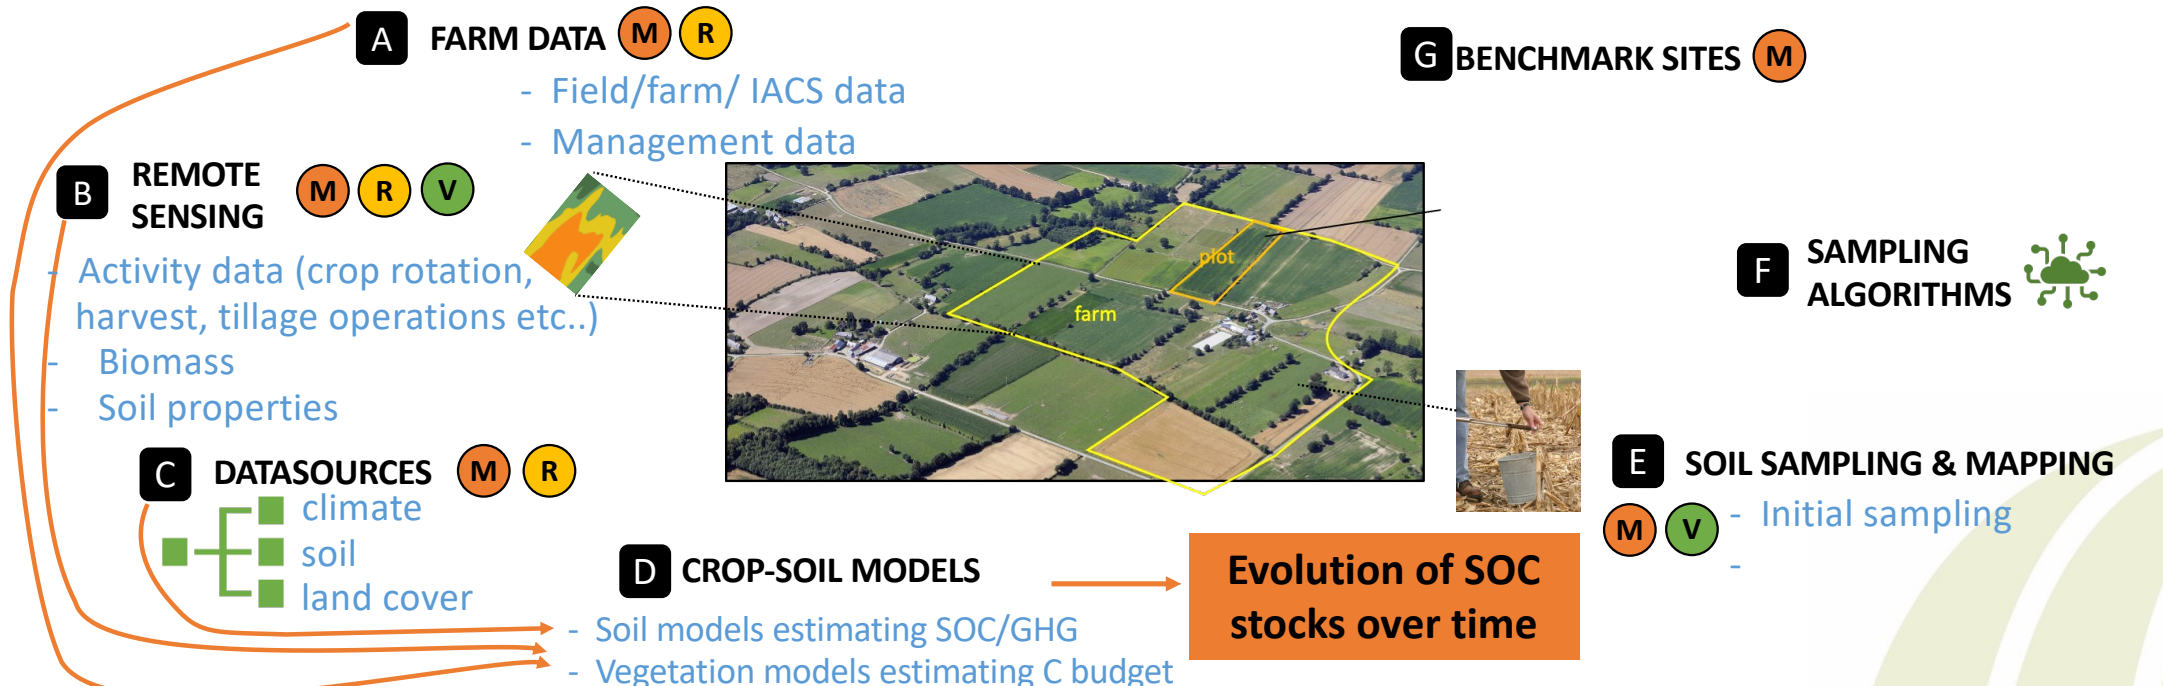 A FARM DATA M R
- Field/farm/ IACS data
- Management data
G BENCHMARK SITES M
B REMOTE
SENSING M R V
- Activity data (crop rotation,
harvest, tillage operations etc..)
- Biomass
- Soil properties
plot
farm
F SAMPLING
ALGORITHMS
C DATASOURCES M R
climate
soil
land cover
E SOIL SAMPLING & MAPPING
M V - Initial sampling
-
D CROP-SOIL MODELS
- Soil models estimating SOC/GHG
- Vegetation models estimating C budget
Evolution of SOC
stocks over time